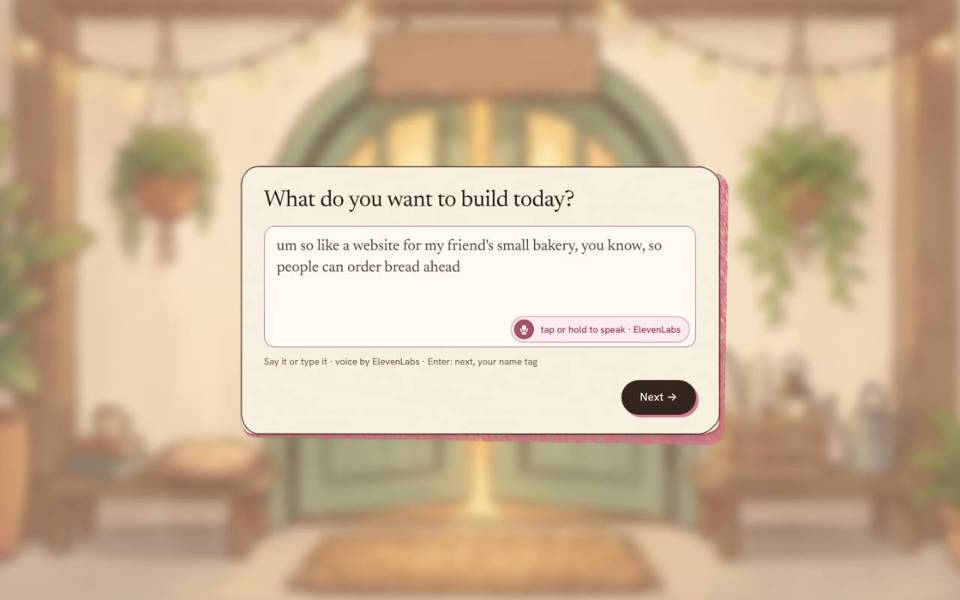 What do you want to build today?
um so like a website for my friend's small bakery, you know, so
people can order bread ahead
tap or hold to speak · ElevenLabs
Say it or type it · voice by ElevenLabs · Enter: next, your name tag
Next →